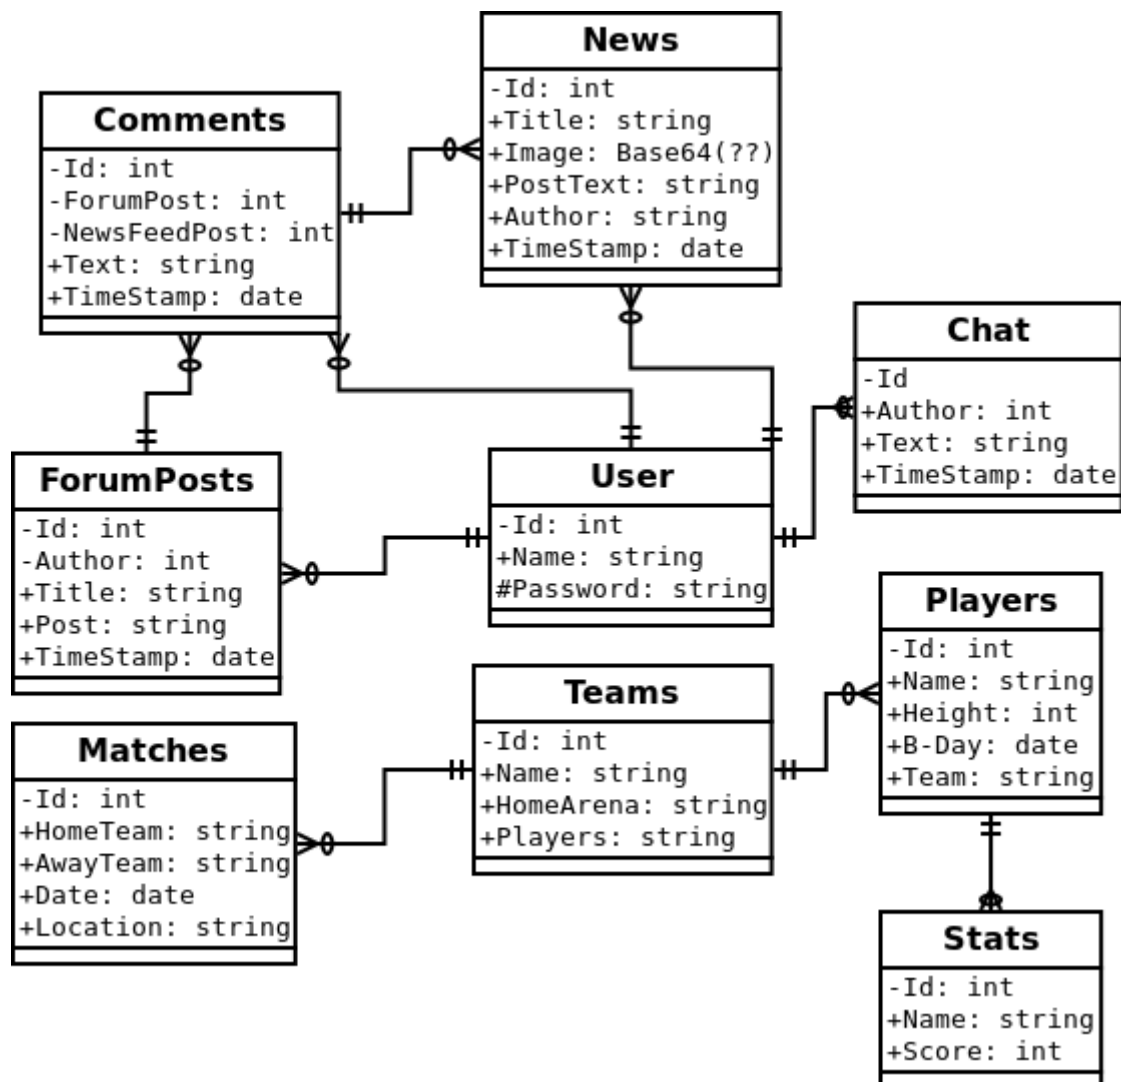 News
-Id: int
+Title: string
+Image: Base64(??)
+PostText: string
+Author: string
+TimeStamp: date
Comments
-Id: int
-ForumPost: int
-NewsFeedPost: int
+Text: string
+TimeStamp: date
Chat
-Id
+Author: int
+Text: string
+TimeStamp: date
ForumPosts
-Id: int
-Author: int
+Title: string
+Post: string
+TimeStamp: date
User
-Id: int
+Name: string
#Password: string
Players
-Id: int
+Name: string
+Height: int
+B-Day: date
+Team: string
Teams
-Id: int
+Name: string
+HomeArena: string
+Players: string
Matches
-Id: int
+HomeTeam: string
+AwayTeam: string
+Date: date
+Location: string
Stats
-Id: int
+Name: string
+Score: int